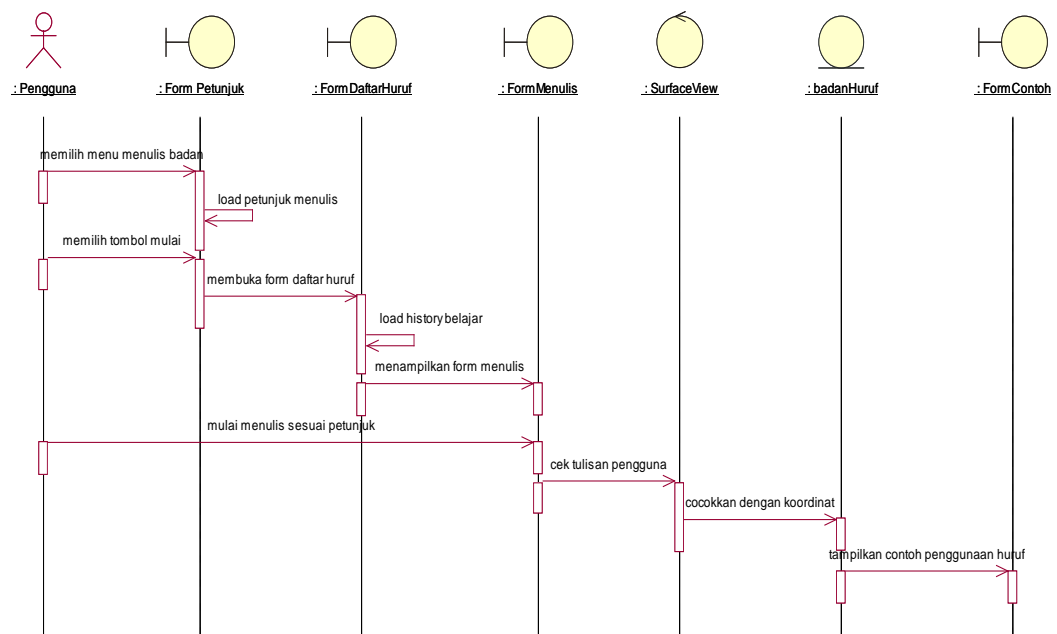 : Pengguna
: Form Petunjuk
: FormDaftarHuruf
: FormMenulis
: SurfaceView
: badanHuruf
: FormContoh
memilih menu menulis badan
load petunjuk menulis
memilih tombol mulai
membuka form daftar huruf
load history belajar
menampilkan form menulis
mulai menulis sesuai petunjuk
cek tulisan pengguna
cocokkan dengan koordinat
tampilkan contoh penggunaan huruf